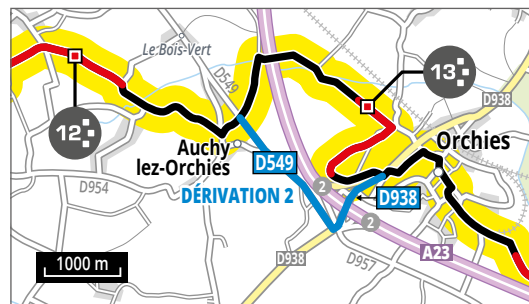 Le Bois-Vert
D549
13
D938
12
Auchy
lez-Orchies
Orchies
D549
D954
DÉRIVATION 2
2
D938
2
A23
1000 m
D938
D957